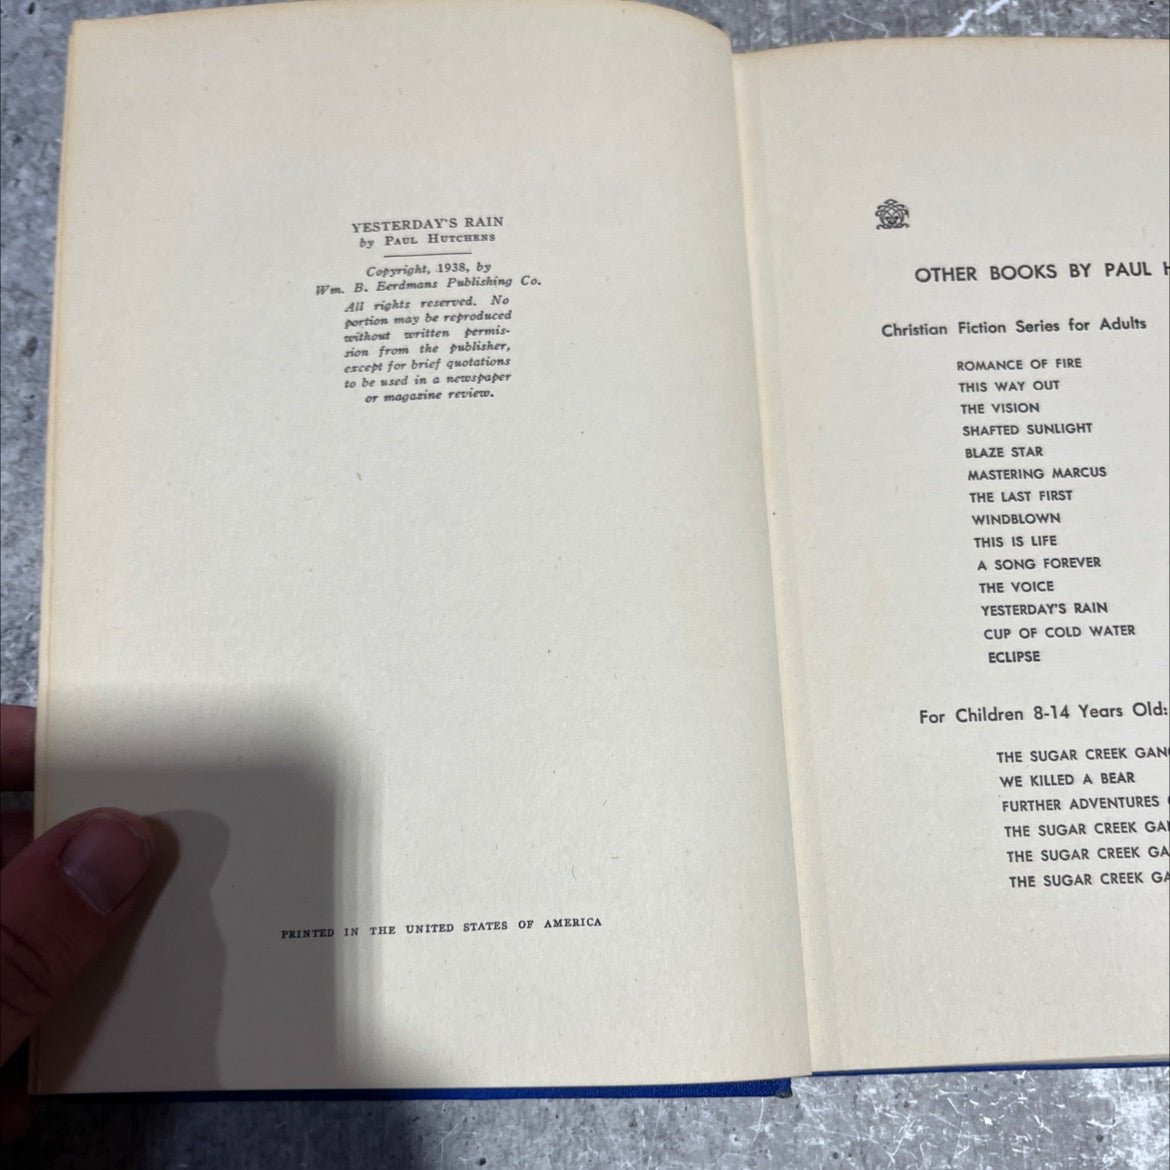 YESTERDAY'S RAIN
by PAUL HUTCHENS
Copyright, 1938, by
Wm. B. Eerdmans Publishing Co.
All rights reserved. No
portion may be reproduced
without written permis-
sion from the publisher,
except for brief quotations
to be used in a newspaper
or magazine review.
PRINTED IN THE UNITED STATES OF AMERICA
OTHER BOOKS BY PAUL H
Christian Fiction Series for Adults
ROMANCE OF FIRE
THIS WAY OUT
THE VISION
SHAFTED SUNLIGHT
BLAZE STAR
MASTERING MARCUS
THE LAST FIRST
WINDBLOWN
THIS IS LIFE
A SONG FOREVER
THE VOICE
YESTERDAY'S RAIN
CUP OF COLD WATER
ECLIPSE
For Children 8-14 Years Old:
THE SUGAR CREEK GANG
WE KILLED A BEAR
FURTHER ADVENTURES
THE SUGAR CREEK GA
THE SUGAR CREEK GA
THE SUGAR CREEK GA